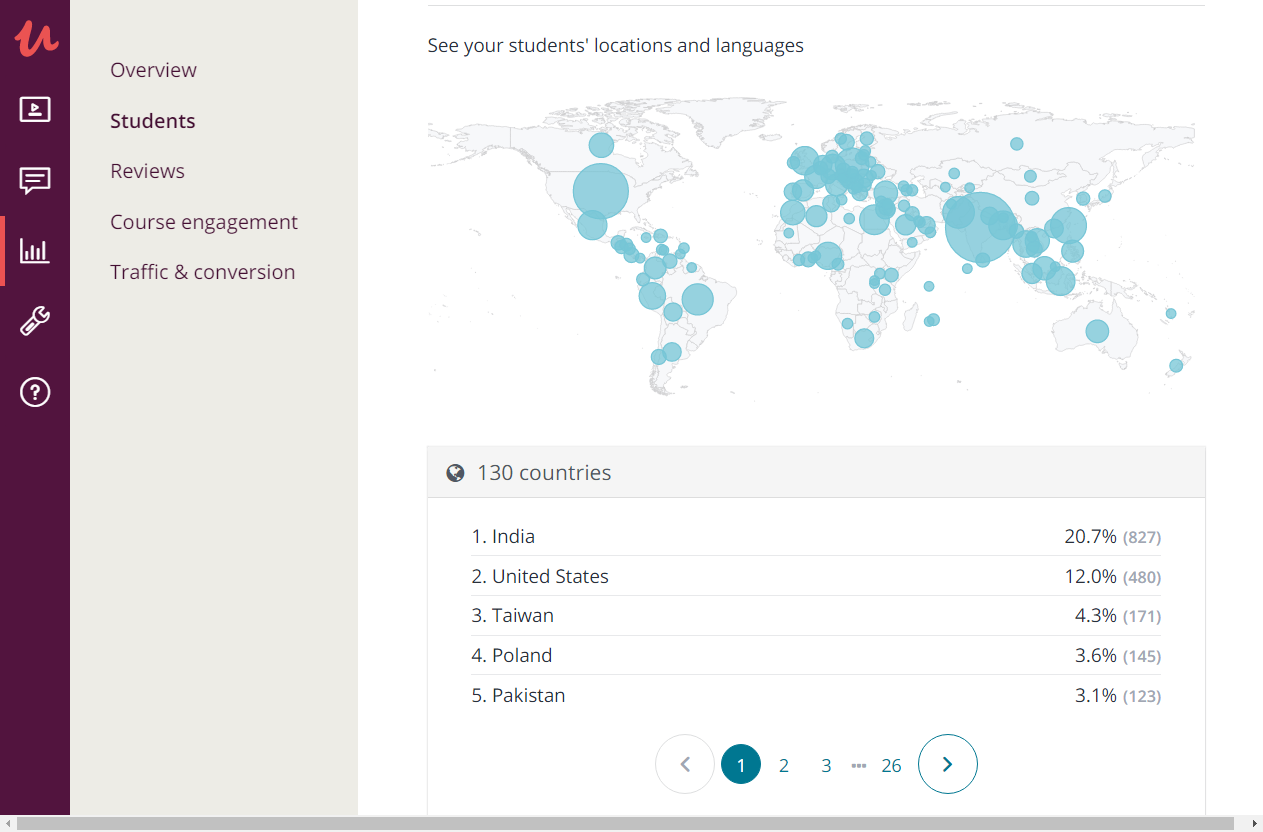 Overview
Students
Reviews
Course engagement
Traffic & conversion
See your students' locations and languages
130 countries
1. India 20.7% (827)
2. United States 12.0% (480)
3. Taiwan 4.3% (171)
4. Poland 3.6% (145)
5. Pakistan 3.1% (123)
1 2 3 ... 26